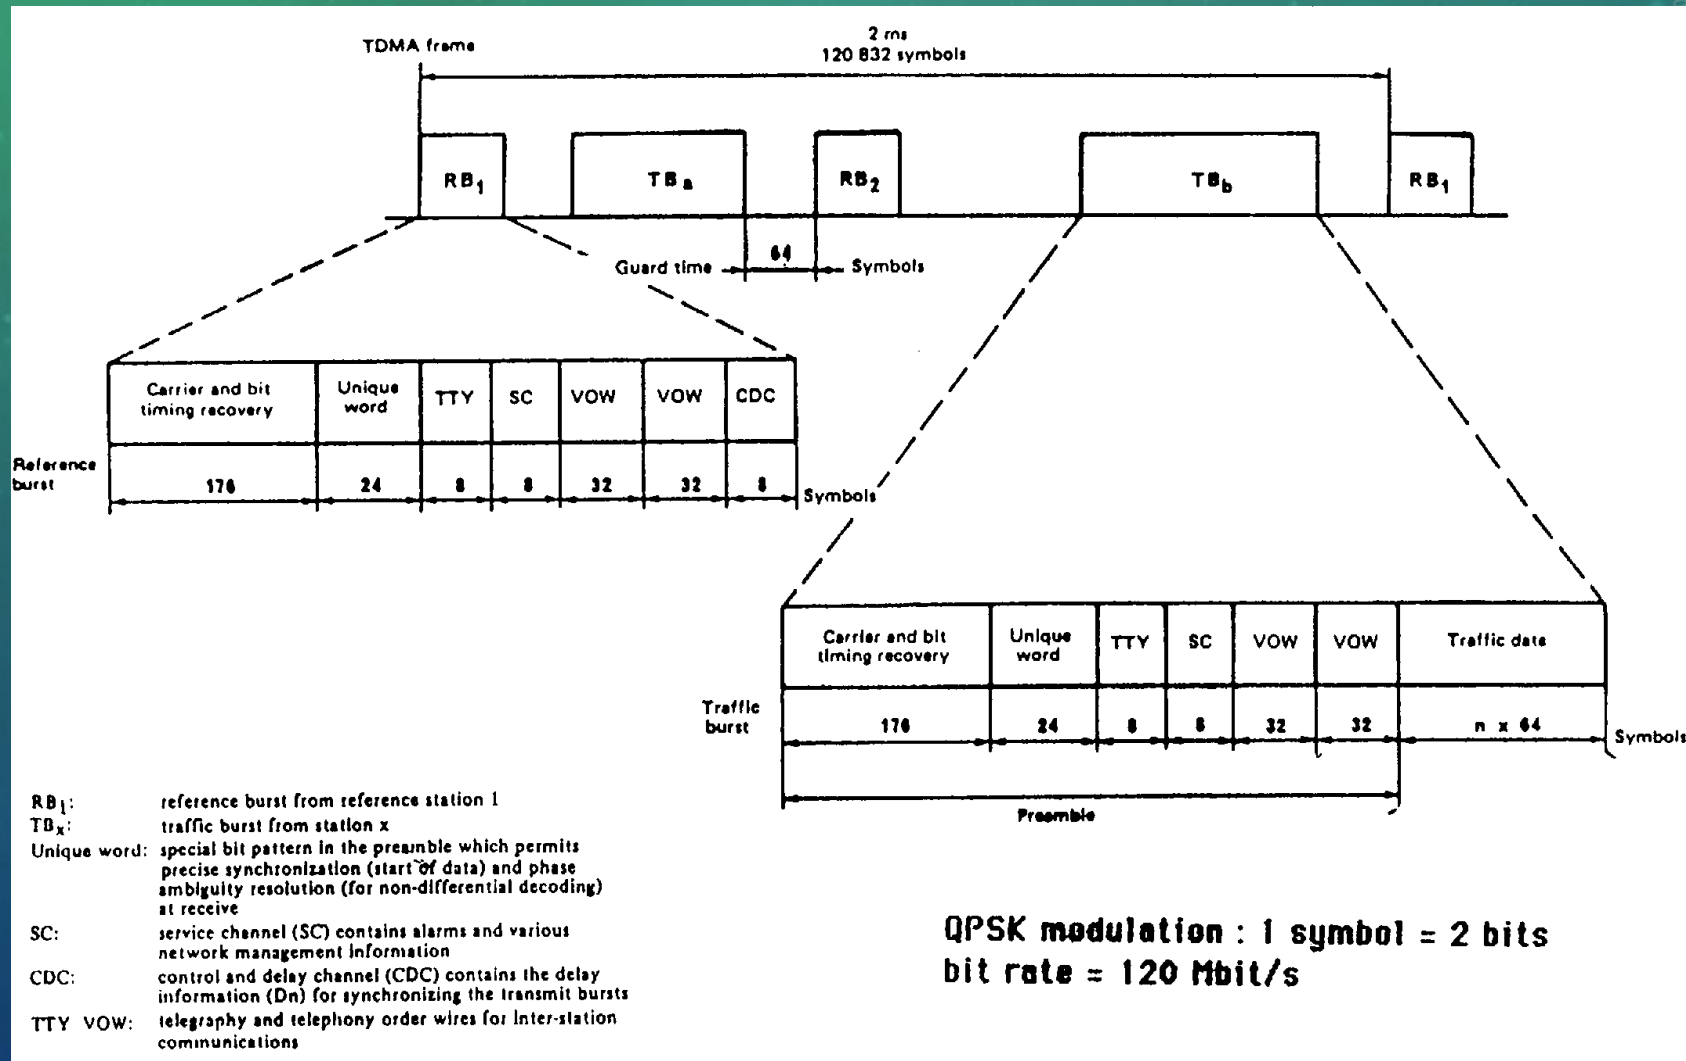 TDMA frame
2 ms
120 832 symbols
RB1
TBa
RB2
TBb
RB1
Guard time
64
Symbols
Carrier and bit
timing recovery
Unique
word
TTY
SC
VOW
VOW
CDC
Reference
burst
176
24
8
8
32
32
8
Symbols
Carrier and bit
timing recovery
Unique
word
TTY
SC
VOW
VOW
Traffic data
Traffic
burst
176
24
8
8
32
32
n x 64
Symbols
Preamble
RB1: reference burst from reference station 1
TBx: traffic burst from station x
Unique word: special bit pattern in the preamble which permits
precise synchronization (start of data) and phase
ambiguity resolution (for non-differential decoding)
at receive
SC: service channel (SC) contains alarms and various
network management information
CDC: control and delay channel (CDC) contains the delay
information (Dn) for synchronizing the transmit bursts
TTY VOW: telegraphy and telephony order wires for Inter-station
communications
QPSK modulation : 1 symbol = 2 bits
bit rate = 120 Mbit/s